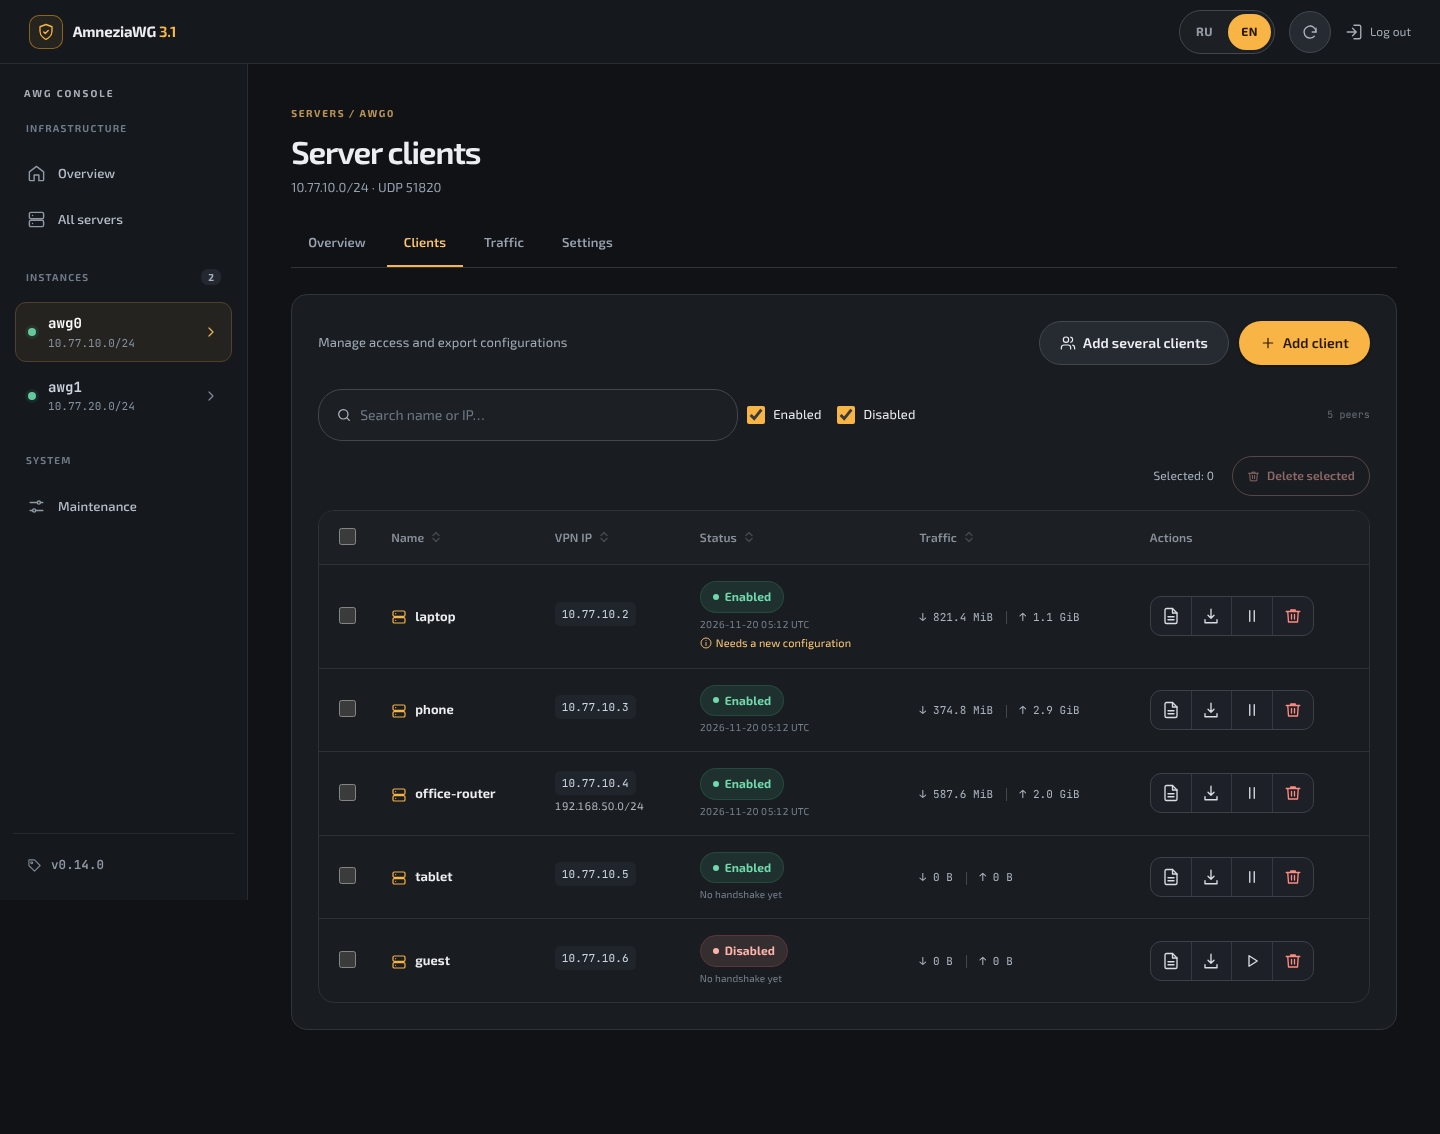 AmneziaWG 3.1
RU EN Log out
AWG CONSOLE
INFRASTRUCTURE
Overview
All servers
INSTANCES 2
awg0
10.77.10.0/24
awg1
10.77.20.0/24
SYSTEM
Maintenance
v0.14.0
SERVERS / AWG0
Server clients
10.77.10.0/24 · UDP 51820
Overview Clients Traffic Settings
Manage access and export configurations
Add several clients Add client
Search name or IP... Enabled Disabled 5 peers
Selected: 0 Delete selected
Name VPN IP Status Traffic Actions
laptop 10.77.10.2 Enabled ↓ 821.4 MiB ↑ 1.1 GiB
2026-11-20 05:12 UTC
Needs a new configuration
phone 10.77.10.3 Enabled ↓ 374.8 MiB ↑ 2.9 GiB
2026-11-20 05:12 UTC
office-router 10.77.10.4 Enabled ↓ 587.6 MiB ↑ 2.0 GiB
192.168.50.0/24 2026-11-20 05:12 UTC
tablet 10.77.10.5 Enabled ↓ 0 B ↑ 0 B
No handshake yet
guest 10.77.10.6 Disabled ↓ 0 B ↑ 0 B
No handshake yet